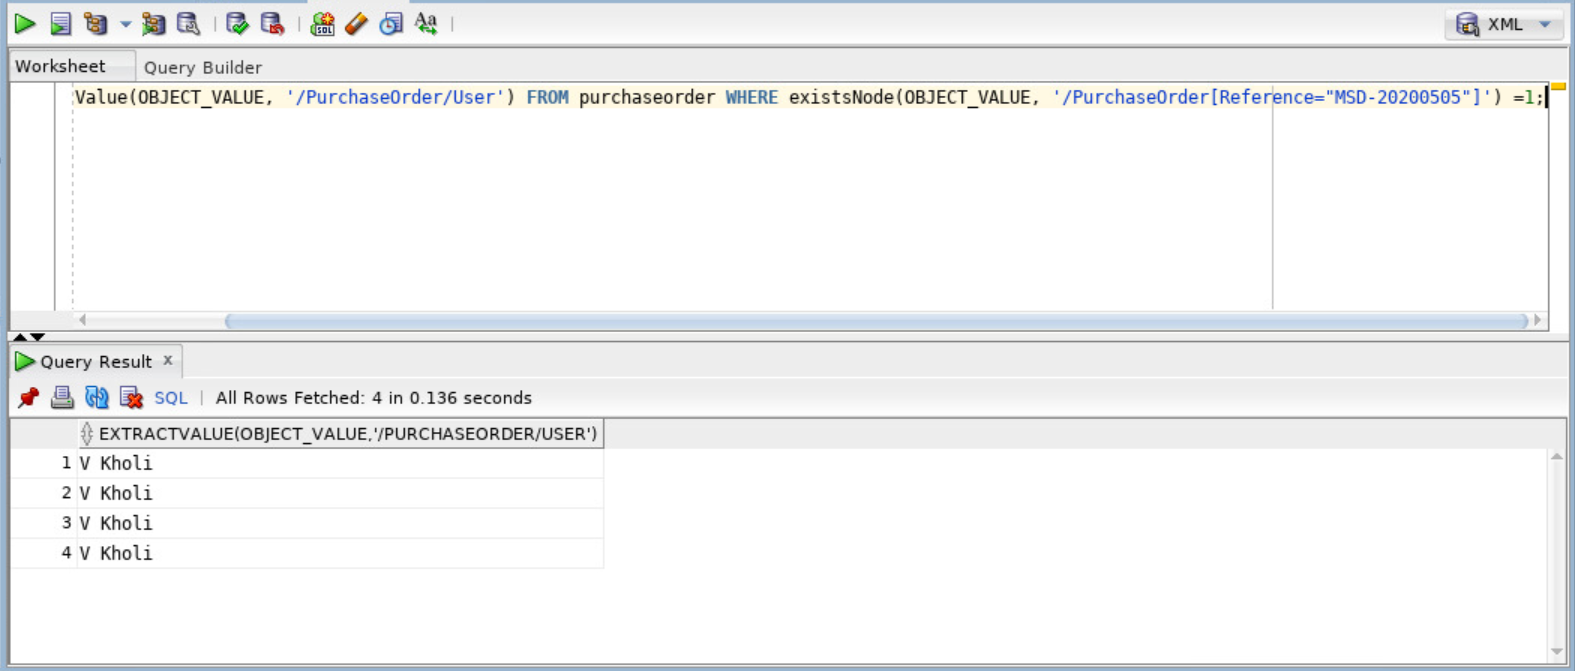 SQL Aa XML
Worksheet Query Builder
Value(OBJECT_VALUE, '/PurchaseOrder/User') FROM purchaseorder WHERE existsNode(OBJECT_VALUE, '/PurchaseOrder[Reference="MSD-20200505"]') =1;
Query Result x
SQL | All Rows Fetched: 4 in 0.136 seconds
EXTRACTVALUE(OBJECT_VALUE,'/PURCHASEORDER/USER')
1 V Kholi
2 V Kholi
3 V Kholi
4 V Kholi